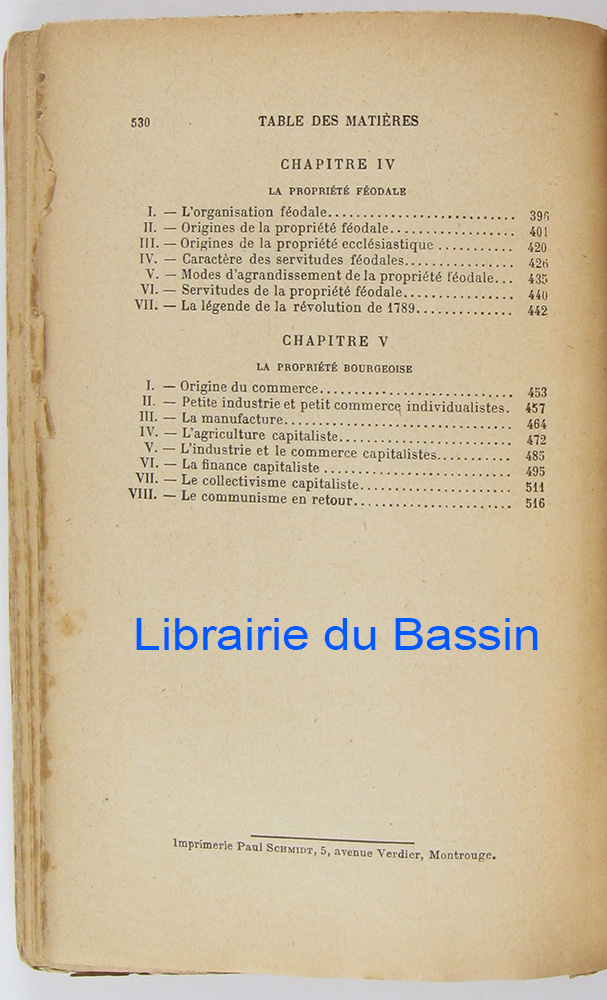 530 TABLE DES MATIÈRES
CHAPITRE IV
LA PROPRIÉTÉ FÉODALE
I. — L'organisation féodale.......................... 396
II. — Origines de la propriété féodale................. 401
III. — Origines de la propriété ecclésiastique .......... 420
IV. — Caractère des servitudes féodales............... 426
V. — Modes d'agrandissement de la propriété féodale... 435
VI. — Servitudes de la propriété féodale............... 440
VII. — La légende de la révolution de 1789............. 442
CHAPITRE V
LA PROPRIÉTÉ BOURGEOISE
I. — Origine du commerce........................... 453
II. — Petite industrie et petit commerce individualistes. 457
III. — La manufacture................................ 464
IV. — L'agriculture capitaliste........................ 472
V. — L'industrie et le commerce capitalistes.......... 485
VI. — La finance capitaliste .......................... 495
VII. — Le collectivisme capitaliste..................... 511
VIII. — Le communisme en retour...................... 516
Librairie du Bassin
Imprimerie Paul SCHMIDT, 5, avenue Verdier, Montrouge.